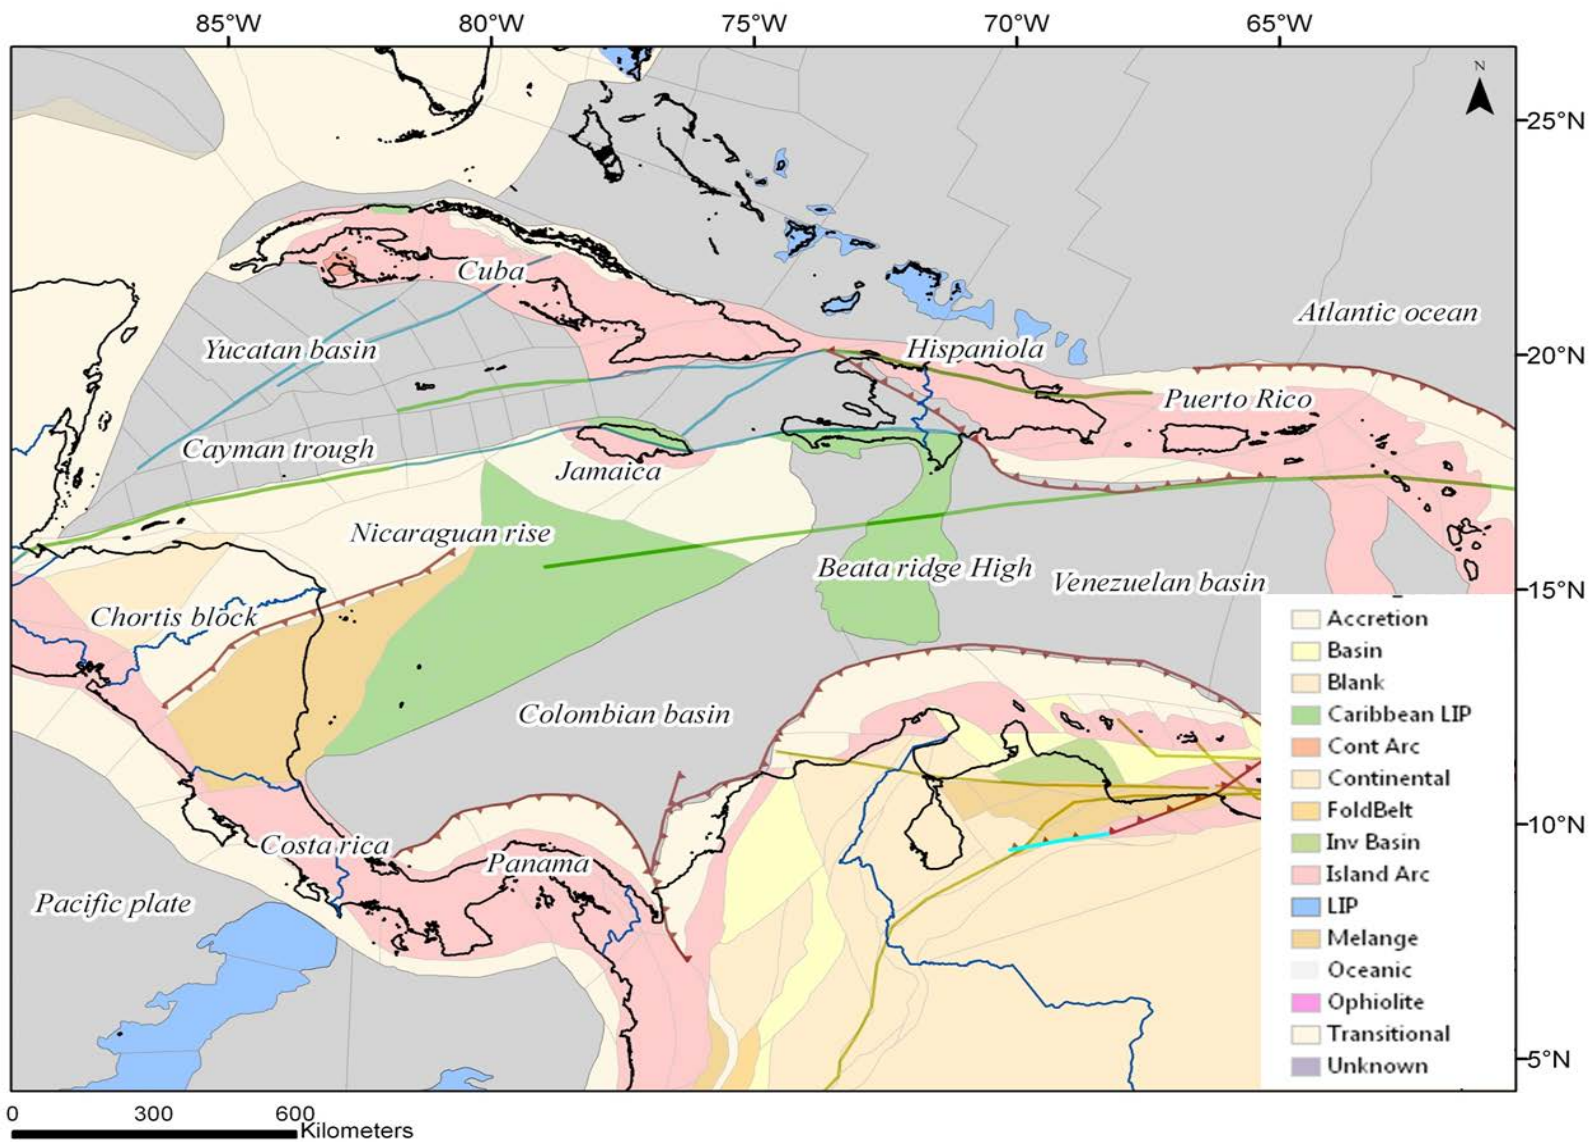 85°W 80°W 75°W 70°W 65°W
N
25°N
Cuba
Atlantic ocean
Yucatan basin
Hispaniola
20°N
Puerto Rico
Cayman trough
Jamaica
Nicaraguan rise
Beata ridge High
Venezuelan basin
15°N
Chortis block
Colombian basin
Costa rica
Panama
10°N
Pacific plate
5°N
Accretion
Basin
Blank
Caribbean LIP
Cont Arc
Continental
FoldBelt
Inv Basin
Island Arc
LIP
Melange
Oceanic
Ophiolite
Transitional
Unknown
0 300 600
Kilometers